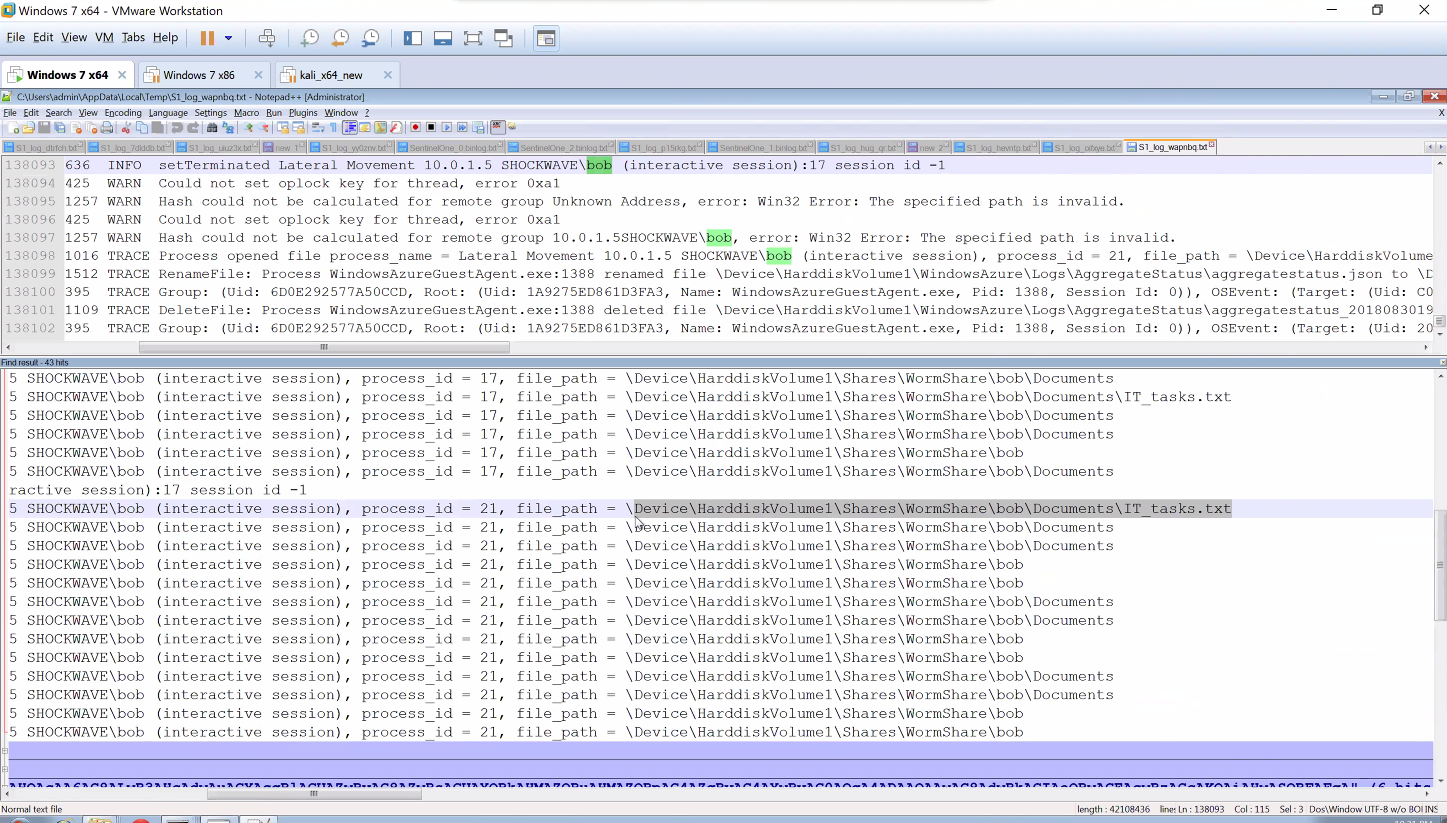 Windows 7 x64 - VMware Workstation
File Edit View VM Tabs Help
Windows 7 x64 Windows 7 x86 kali_x64_new
C:\Users\admin\AppData\Local\Temp\S1_log_wapnbq.txt - Notepad++ [Administrator]
File Edit Search View Encoding Language Settings Macro Run Plugins Window ? X
S1_log_dtrfch.txt S1_log_7dlddb.txt S1_log_uiuz3x.txt new 1 S1_log_yy0znv.txt SentinelOne_0.binlog.txt SentinelOne_2.binlog.txt S1_log_p15rkg.txt SentinelOne_1.binlog.txt S1_log_huq_qr.txt new 2 S1_log_hevntp.txt S1_log_oxfxye.txt S1_log_wapnbq.txt
138093 636 INFO setTerminated Lateral Movement 10.0.1.5 SHOCKWAVE\bob (interactive session):17 session id -1
138094 425 WARN Could not set oplock key for thread, error 0xa1
138095 1257 WARN Hash could not be calculated for remote group Unknown Address, error: Win32 Error: The specified path is invalid.
138096 425 WARN Could not set oplock key for thread, error 0xa1
138097 1257 WARN Hash could not be calculated for remote group 10.0.1.5SHOCKWAVE\bob, error: Win32 Error: The specified path is invalid.
138098 1016 TRACE Process opened file process_name = Lateral Movement 10.0.1.5 SHOCKWAVE\bob (interactive session), process_id = 21, file_path = \Device\HarddiskVolume
138099 1512 TRACE RenameFile: Process WindowsAzureGuestAgent.exe:1388 renamed file \Device\HarddiskVolume1\WindowsAzure\Logs\AggregateStatus\aggregatestatus.json to \D
138100 395 TRACE Group: (Uid: 6D0E292577A50CCD, Root: (Uid: 1A9275ED861D3FA3, Name: WindowsAzureGuestAgent.exe, Pid: 1388, Session Id: 0)), OSEvent: (Target: (Uid: C0
138101 1109 TRACE DeleteFile: Process WindowsAzureGuestAgent.exe:1388 deleted file \Device\HarddiskVolume1\WindowsAzure\Logs\AggregateStatus\aggregatestatus_2018083019
138102 395 TRACE Group: (Uid: 6D0E292577A50CCD, Root: (Uid: 1A9275ED861D3FA3, Name: WindowsAzureGuestAgent.exe, Pid: 1388, Session Id: 0)), OSEvent: (Target: (Uid: 20
Find result - 43 hits
5 SHOCKWAVE\bob (interactive session), process_id = 17, file_path = \Device\HarddiskVolume1\Shares\WormShare\bob\Documents
5 SHOCKWAVE\bob (interactive session), process_id = 17, file_path = \Device\HarddiskVolume1\Shares\WormShare\bob\Documents\IT_tasks.txt
5 SHOCKWAVE\bob (interactive session), process_id = 17, file_path = \Device\HarddiskVolume1\Shares\WormShare\bob\Documents
5 SHOCKWAVE\bob (interactive session), process_id = 17, file_path = \Device\HarddiskVolume1\Shares\WormShare\bob\Documents
5 SHOCKWAVE\bob (interactive session), process_id = 17, file_path = \Device\HarddiskVolume1\Shares\WormShare\bob
5 SHOCKWAVE\bob (interactive session), process_id = 17, file_path = \Device\HarddiskVolume1\Shares\WormShare\bob\Documents
ractive session):17 session id -1
5 SHOCKWAVE\bob (interactive session), process_id = 21, file_path = \Device\HarddiskVolume1\Shares\WormShare\bob\Documents\IT_tasks.txt
5 SHOCKWAVE\bob (interactive session), process_id = 21, file_path = \Device\HarddiskVolume1\Shares\WormShare\bob\Documents
5 SHOCKWAVE\bob (interactive session), process_id = 21, file_path = \Device\HarddiskVolume1\Shares\WormShare\bob\Documents
5 SHOCKWAVE\bob (interactive session), process_id = 21, file_path = \Device\HarddiskVolume1\Shares\WormShare\bob
5 SHOCKWAVE\bob (interactive session), process_id = 21, file_path = \Device\HarddiskVolume1\Shares\WormShare\bob
5 SHOCKWAVE\bob (interactive session), process_id = 21, file_path = \Device\HarddiskVolume1\Shares\WormShare\bob\Documents
5 SHOCKWAVE\bob (interactive session), process_id = 21, file_path = \Device\HarddiskVolume1\Shares\WormShare\bob\Documents
5 SHOCKWAVE\bob (interactive session), process_id = 21, file_path = \Device\HarddiskVolume1\Shares\WormShare\bob
5 SHOCKWAVE\bob (interactive session), process_id = 21, file_path = \Device\HarddiskVolume1\Shares\WormShare\bob
5 SHOCKWAVE\bob (interactive session), process_id = 21, file_path = \Device\HarddiskVolume1\Shares\WormShare\bob\Documents
5 SHOCKWAVE\bob (interactive session), process_id = 21, file_path = \Device\HarddiskVolume1\Shares\WormShare\bob\Documents
5 SHOCKWAVE\bob (interactive session), process_id = 21, file_path = \Device\HarddiskVolume1\Shares\WormShare\bob
5 SHOCKWAVE\bob (interactive session), process_id = 21, file_path = \Device\HarddiskVolume1\Shares\WormShare\bob
Normal text file length : 42108436 lines Ln : 138093 Col : 115 Sel : 3 Dos\Window UTF-8 w/o BOI INS